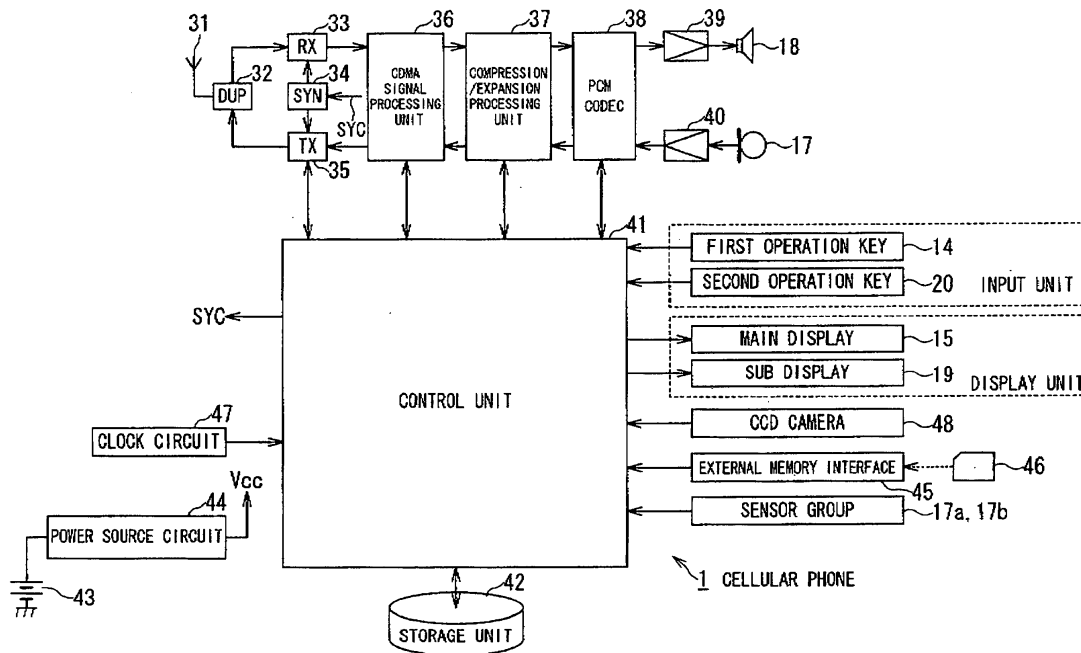 31
32
DUP
33
RX
34
SYN
SYC
TX
35
36
CDMA
SIGNAL
PROCESSING
UNIT
37
COMPRESSION
/EXPANSION
PROCESSING
UNIT
38
PCM
CODEC
39
18
40
17
41
CONTROL UNIT
FIRST OPERATION KEY
14
SECOND OPERATION KEY
20
INPUT UNIT
SYC
MAIN DISPLAY
15
SUB DISPLAY
19
DISPLAY UNIT
47
CLOCK CIRCUIT
CCD CAMERA
48
EXTERNAL MEMORY INTERFACE
45
46
Vcc
44
POWER SOURCE CIRCUIT
SENSOR GROUP
17a, 17b
43
42
STORAGE UNIT
1 CELLULAR PHONE